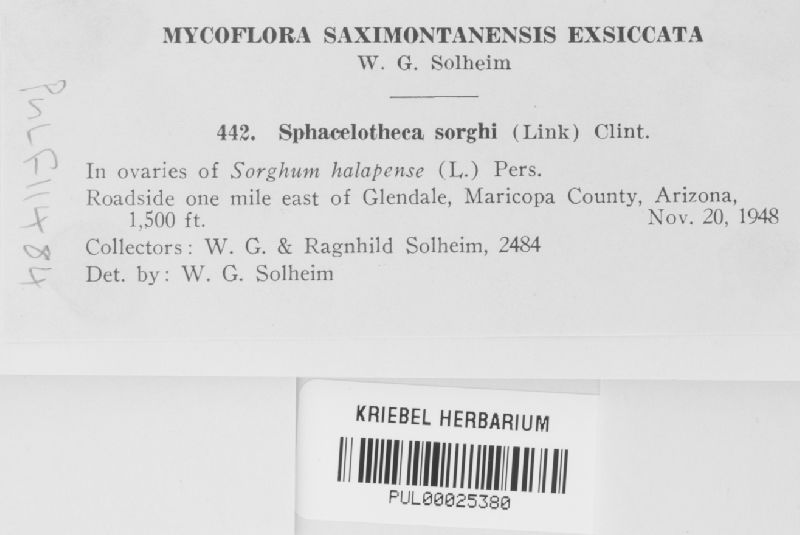 MYCOFLORA SAXIMONTANENSIS EXSICCATA
W. G. Solheim
442. Sphacelotheca sorghi (Link) Clint.
In ovaries of Sorghum halapense (L.) Pers.
Roadside one mile east of Glendale, Maricopa County, Arizona,
1,500 ft. Nov. 20, 1948
Collectors: W. G. & Ragnhild Solheim, 2484
Det. by: W. G. Solheim
PUL F11484
KRIEBEL HERBARIUM
PUL00025380